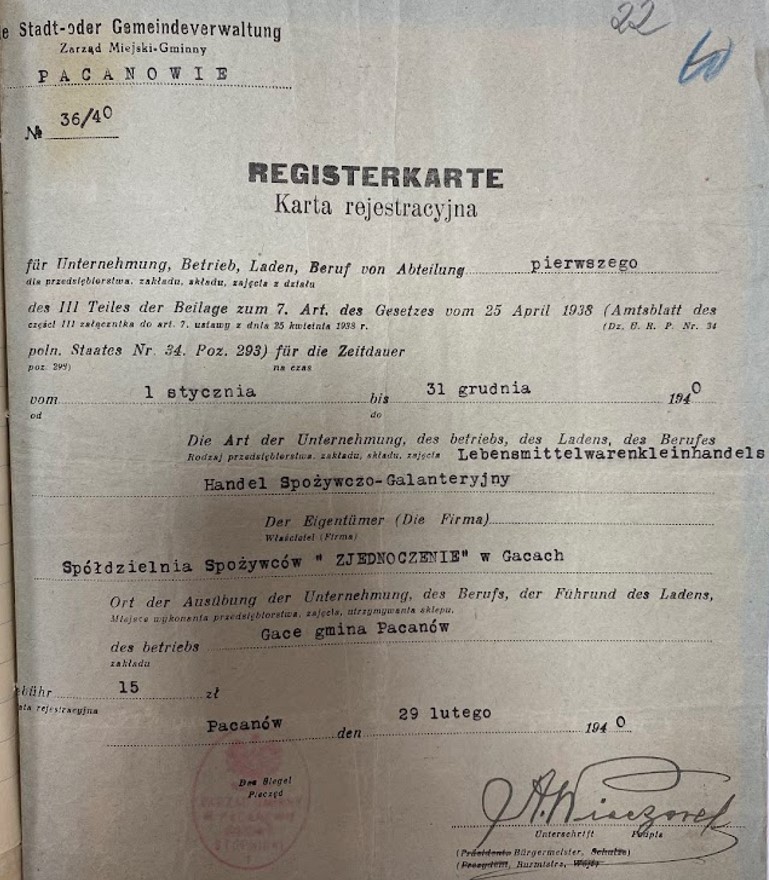 22
e Stadt-oder Gemeindeverwaltung
Zarząd Miejski-Gminny
PACANOWIE
№ 36/40
REGISTERKARTE
Karta rejestracyjna
für Unternehmung, Betrieb, Laden, Beruf von Abteilung pierwszego
dla przedsiębiorstwa, zakładu, składu, zajęcia z działu
des III Teiles der Beilage zum 7. Art. des Gesetzes vom 25 April 1938 (Amtsblatt des
części III załącznika do art. 7. ustawy z dnia 25 kwietnia 1938 r. (Dz. U. R. P. Nr. 34
poln. Staates Nr. 34. Poz. 293) für die Zeitdauer
poz. 293) na czas
vom 1 stycznia bis 31 grudnia 1940
od do
Die Art der Unternehmung, des betriebs, des Ladens, des Berufes
Rodzaj przedsiębiorstwa, zakładu, składu, zajęcia Lebensmittelwarenkleinhandels
Handel Spożywczo-Galanteryjny
Der Eigentümer (Die Firma)
Właściciel (Firma)
Spółdzielnia Spożywców " ZJEDNOCZENIE" w Gacach
Ort der Ausübung der Unternehmung, des Berufs, der Führund des Ladens,
Miejsce wykonania przedsiębiorstwa, zajęcia, utrzymywania sklepu,
des betriebs Gace gmina Pacanów
zakładu
ebühr 15 zł
ata rejestracyjna
Pacanów den 29 lutego 1940
Des Siegel
Pieczęć
A. Wieczorek
Unterschrift Podpis
(Präsidents Bürgermeister, Schulze)
(Prezydent, Burmistrz, Wójt)